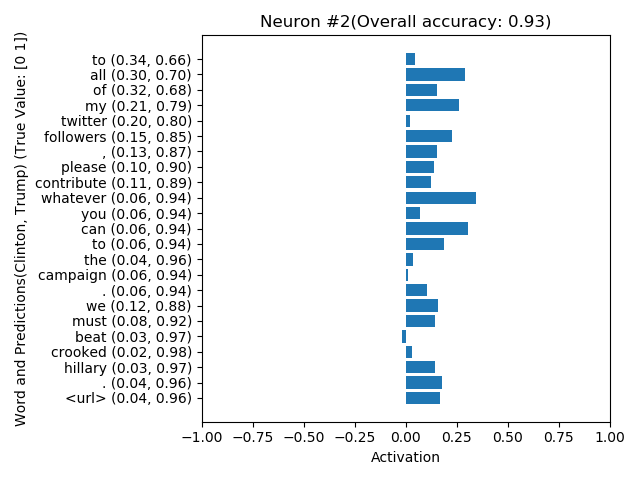 Neuron #2(Overall accuracy: 0.93)
Word and Predictions(Clinton, Trump) (True Value: [0 1])
to (0.34, 0.66)
all (0.30, 0.70)
of (0.32, 0.68)
my (0.21, 0.79)
twitter (0.20, 0.80)
followers (0.15, 0.85)
, (0.13, 0.87)
please (0.10, 0.90)
contribute (0.11, 0.89)
whatever (0.06, 0.94)
you (0.06, 0.94)
can (0.06, 0.94)
to (0.06, 0.94)
the (0.04, 0.96)
campaign (0.06, 0.94)
. (0.06, 0.94)
we (0.12, 0.88)
must (0.08, 0.92)
beat (0.03, 0.97)
crooked (0.02, 0.98)
hillary (0.03, 0.97)
. (0.04, 0.96)
<url> (0.04, 0.96)
−1.00 −0.75 −0.50 −0.25 0.00 0.25 0.50 0.75 1.00
Activation